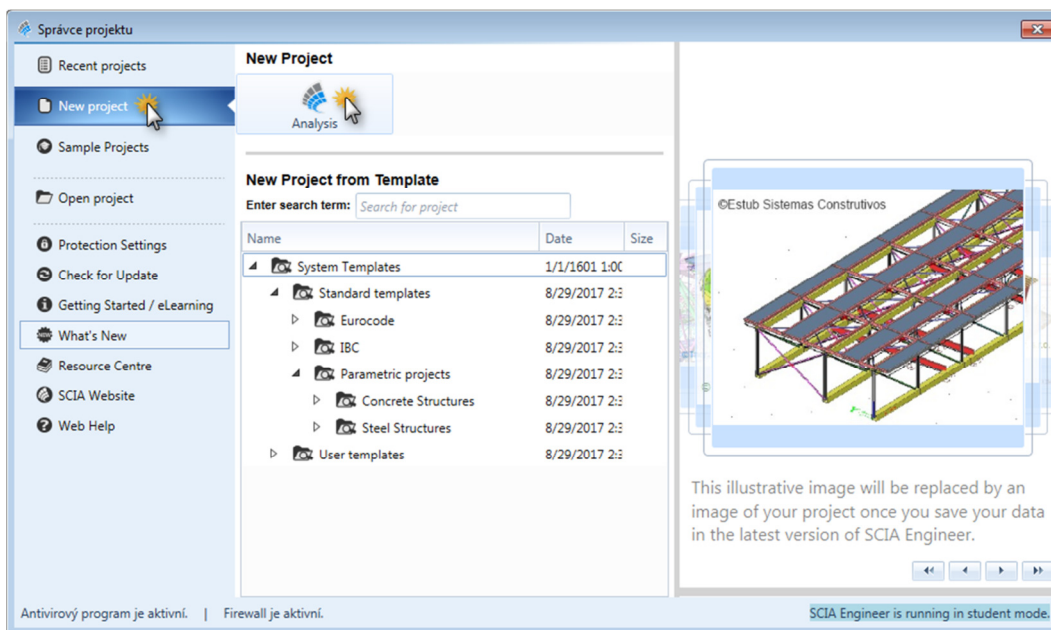 Správce projektu
Recent projects
New project
Sample Projects
Open project
Protection Settings
Check for Update
Getting Started / eLearning
What's New
Resource Centre
SCIA Website
Web Help
New Project
Analysis
New Project from Template
Enter search term: Search for project
Name Date Size
System Templates 1/1/1601 1:00
Standard templates 8/29/2017 2:3
Eurocode 8/29/2017 2:3
IBC 8/29/2017 2:3
Parametric projects 8/29/2017 2:3
Concrete Structures 8/29/2017 2:3
Steel Structures 8/29/2017 2:3
User templates 8/29/2017 2:3
©Estub Sistemas Construtivos
This illustrative image will be replaced by an
image of your project once you save your data
in the latest version of SCIA Engineer.
Antivirový program je aktivní. | Firewall je aktivní.
SCIA Engineer is running in student mode.